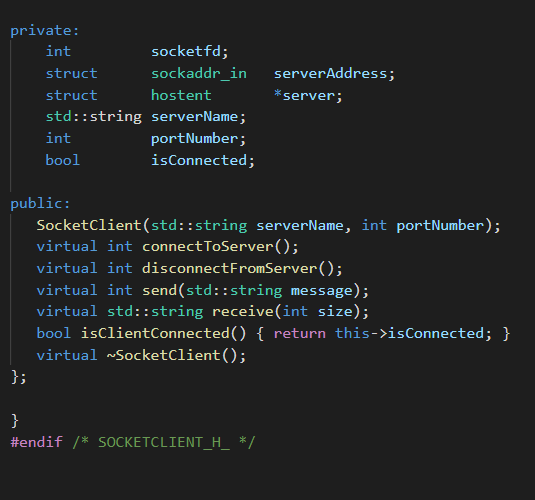 private:
    int         socketfd;
    struct      sockaddr_in   serverAddress;
    struct      hostent       *server;
    std::string serverName;
    int         portNumber;
    bool        isConnected;
public:
   SocketClient(std::string serverName, int portNumber);
   virtual int connectToServer();
   virtual int disconnectFromServer();
   virtual int send(std::string message);
   virtual std::string receive(int size);
   bool isClientConnected() { return this->isConnected; }
   virtual ~SocketClient();
};
}
#endif /* SOCKETCLIENT_H_ */